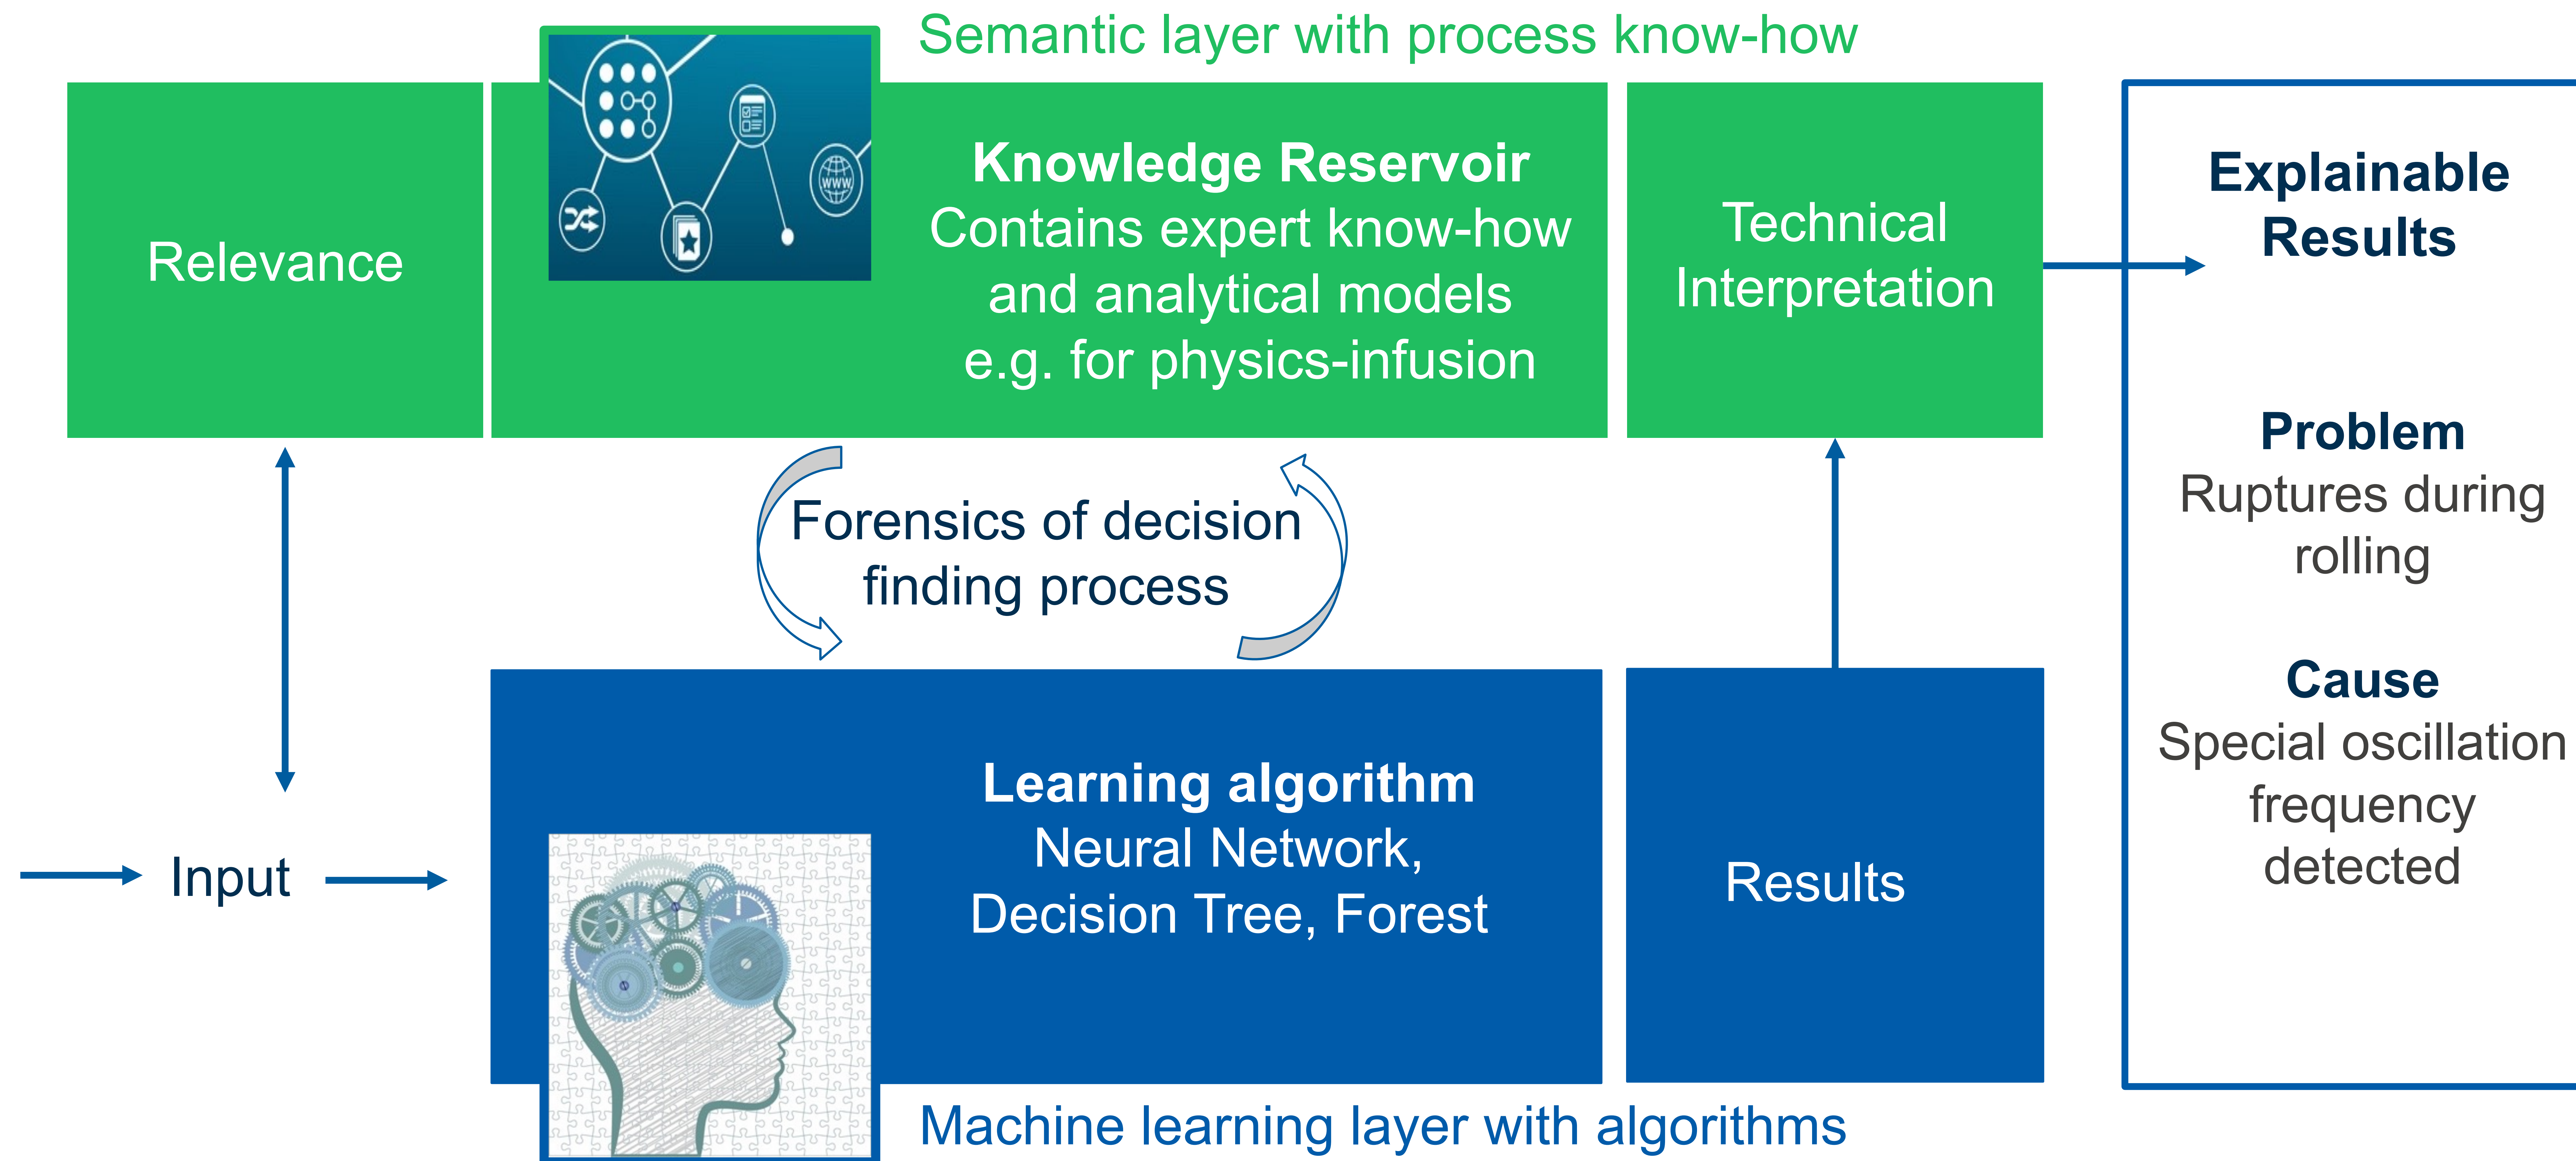 Semantic layer with process know-how
Relevance
www
Knowledge Reservoir
Contains expert know-how
and analytical models
e.g. for physics-infusion
Technical
Interpretation
Explainable
Results
Problem
Ruptures during
rolling
Cause
Special oscillation
frequency
detected
Forensics of decision
finding process
Input
Learning algorithm
Neural Network,
Decision Tree, Forest
Results
Machine learning layer with algorithms